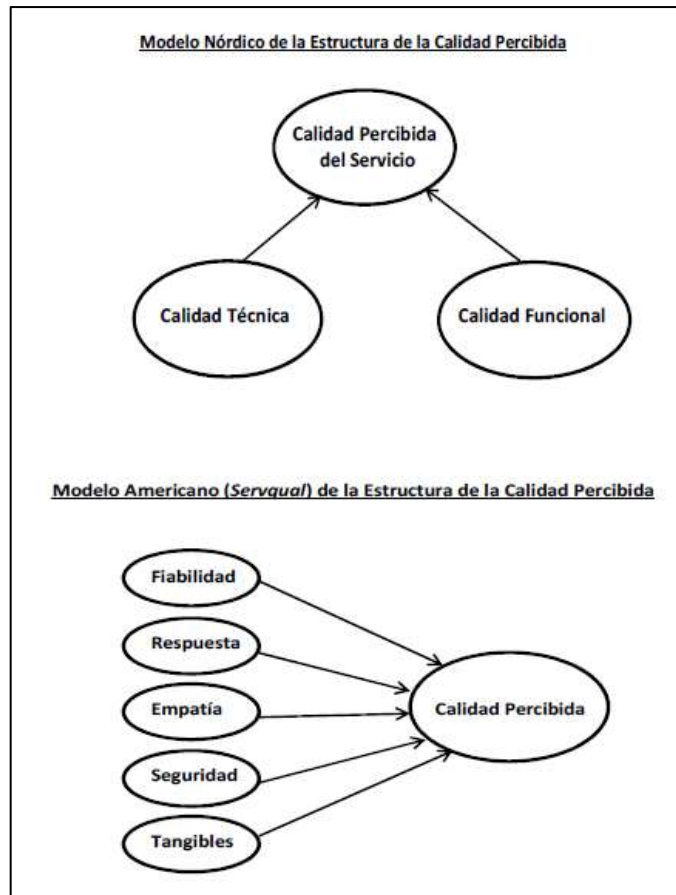 Modelo Nórdico de la Estructura de la Calidad Percibida
Calidad Percibida
del Servicio
Calidad Técnica
Calidad Funcional
Modelo Americano (Servqual) de la Estructura de la Calidad Percibida
Fiabilidad
Respuesta
Empatía
Seguridad
Tangibles
Calidad Percibida